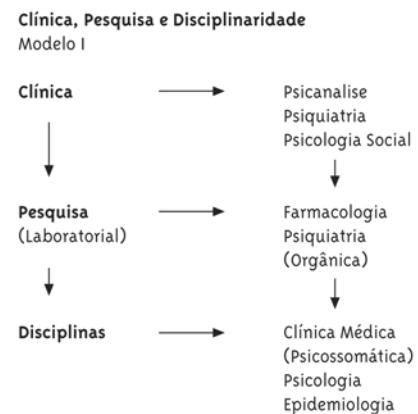 Clínica, Pesquisa e Disciplinaridade
Modelo I
Clínica
Psicanalise
Psiquiatria
Psicologia Social
Pesquisa
(Laboratorial)
Farmacologia
Psiquiatria
(Orgânica)
Disciplinas
Clínica Médica
(Psicossomática)
Psicologia
Epidemiologia